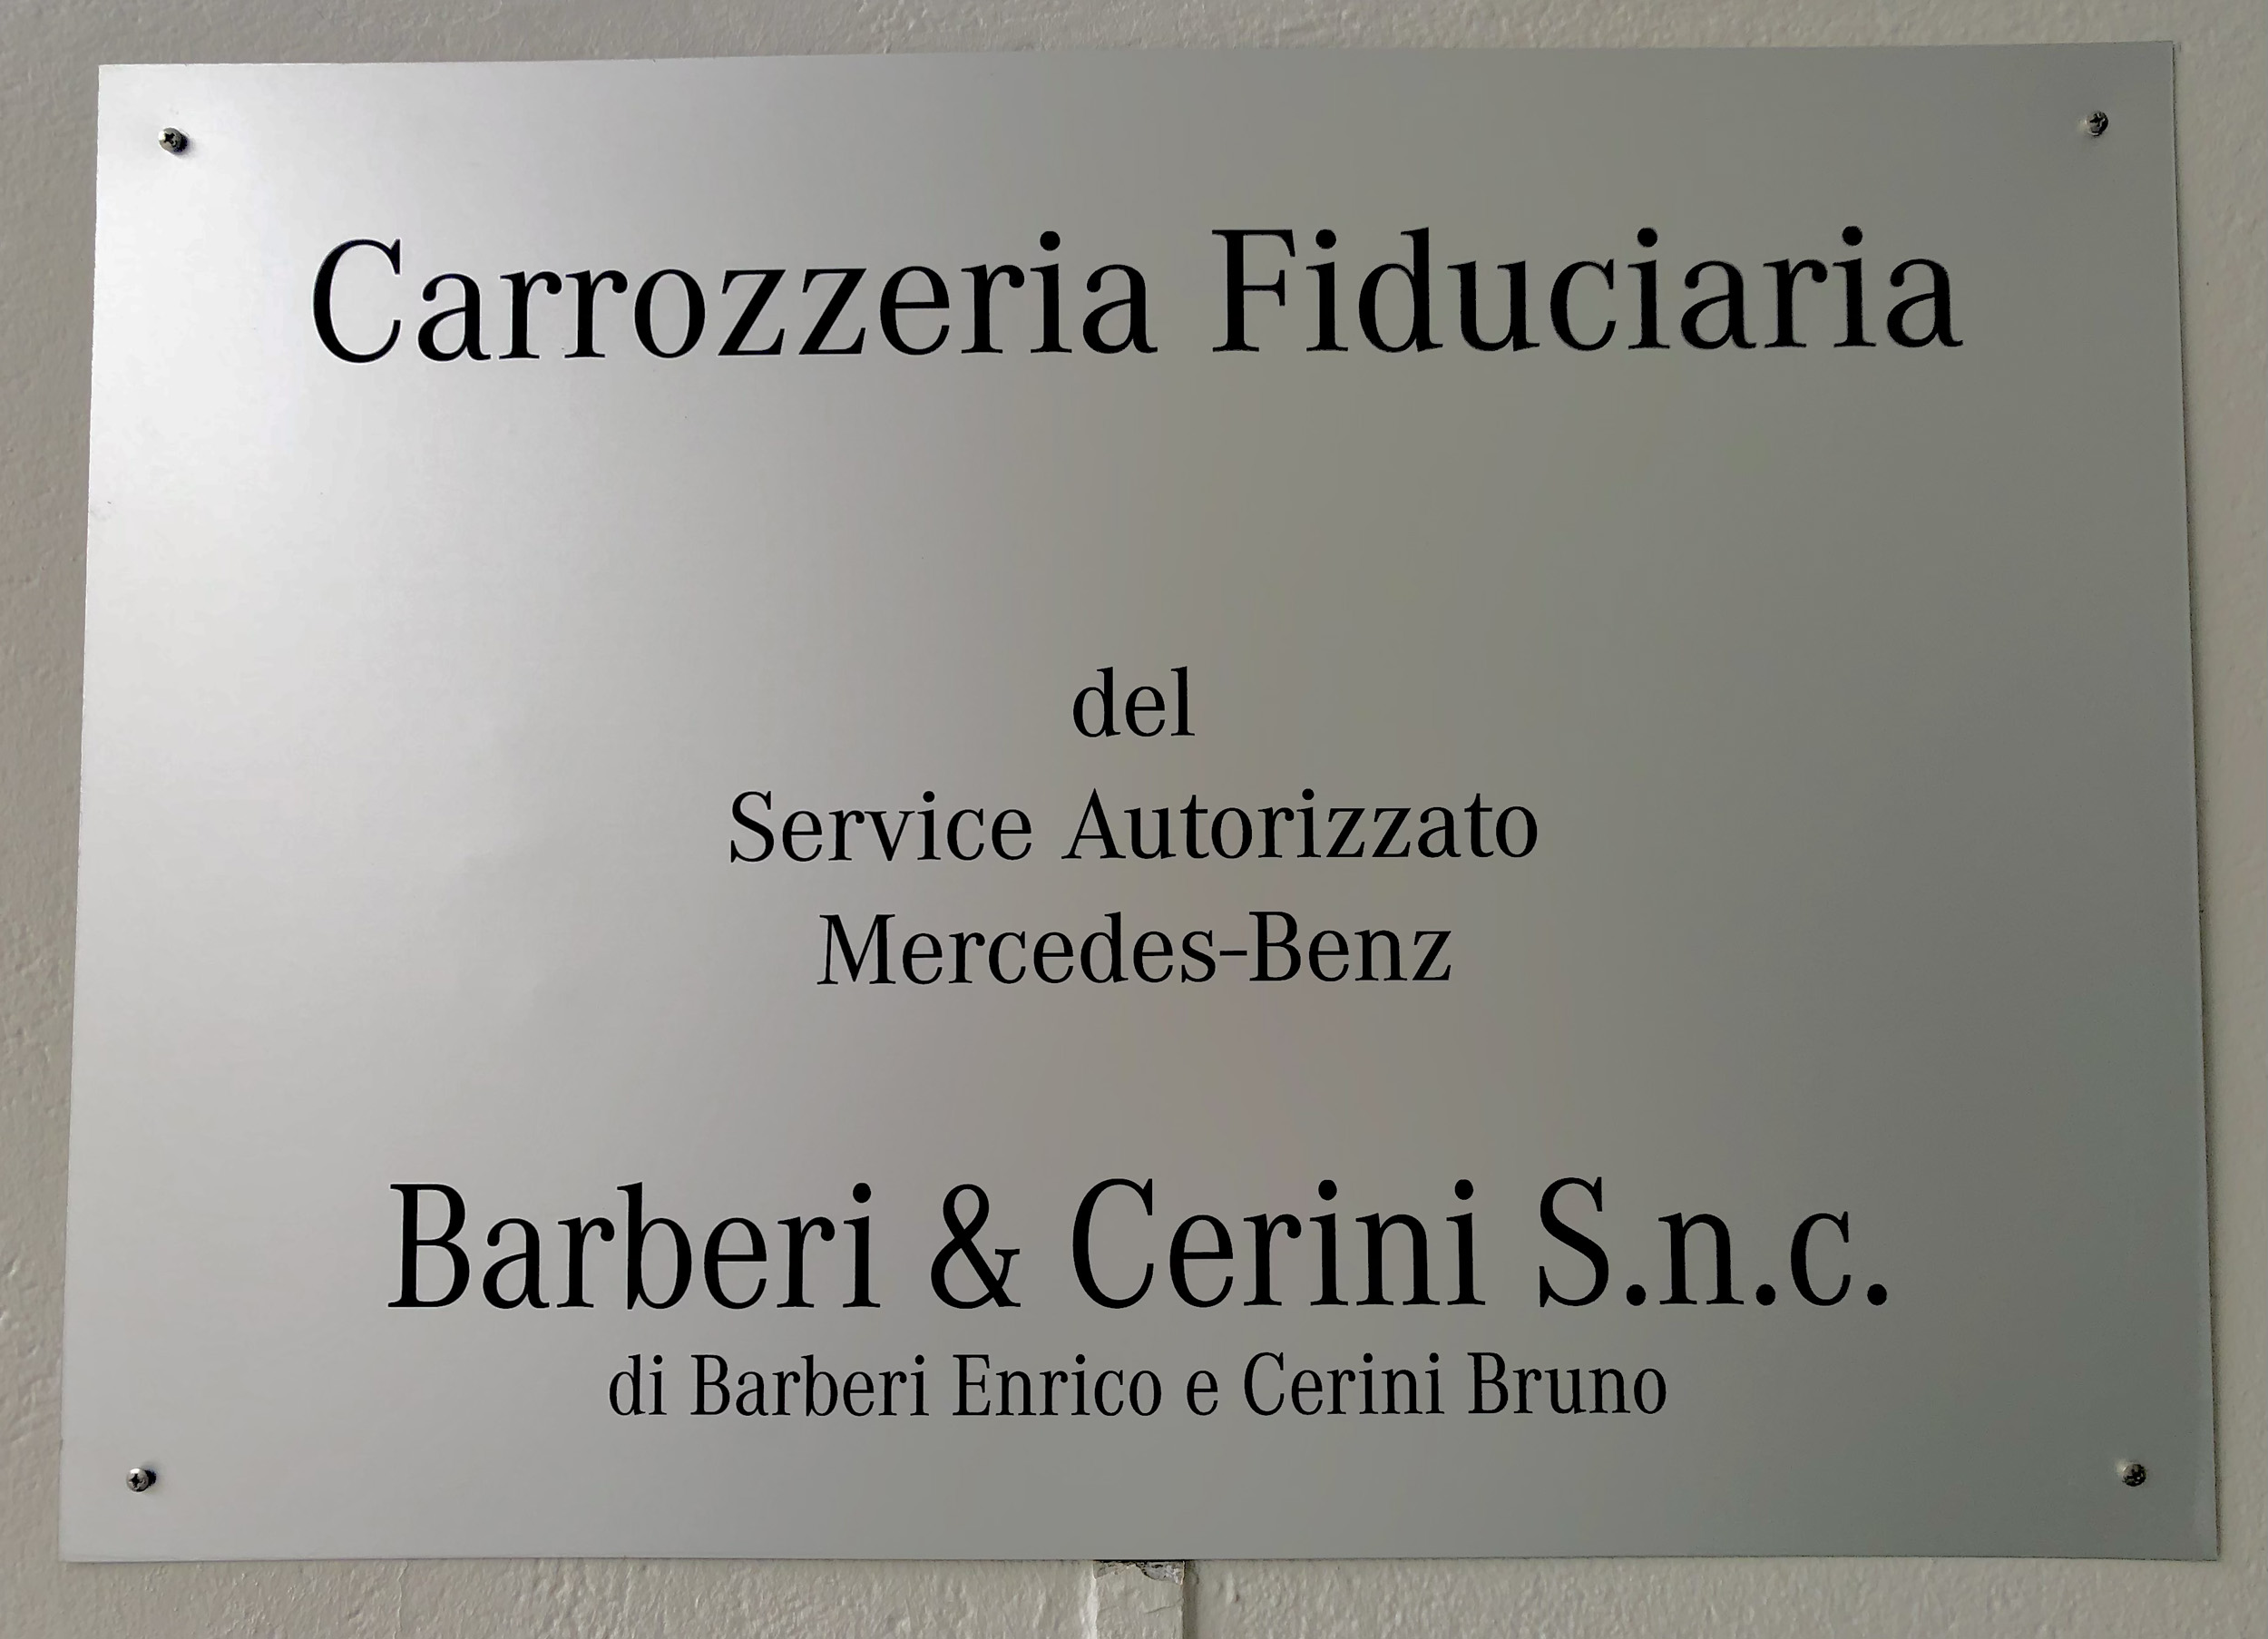 Carrozzeria Fiduciaria
del
Service Autorizzato
Mercedes-Benz
Barberi & Cerini S.n.c.
di Barberi Enrico e Cerini Bruno